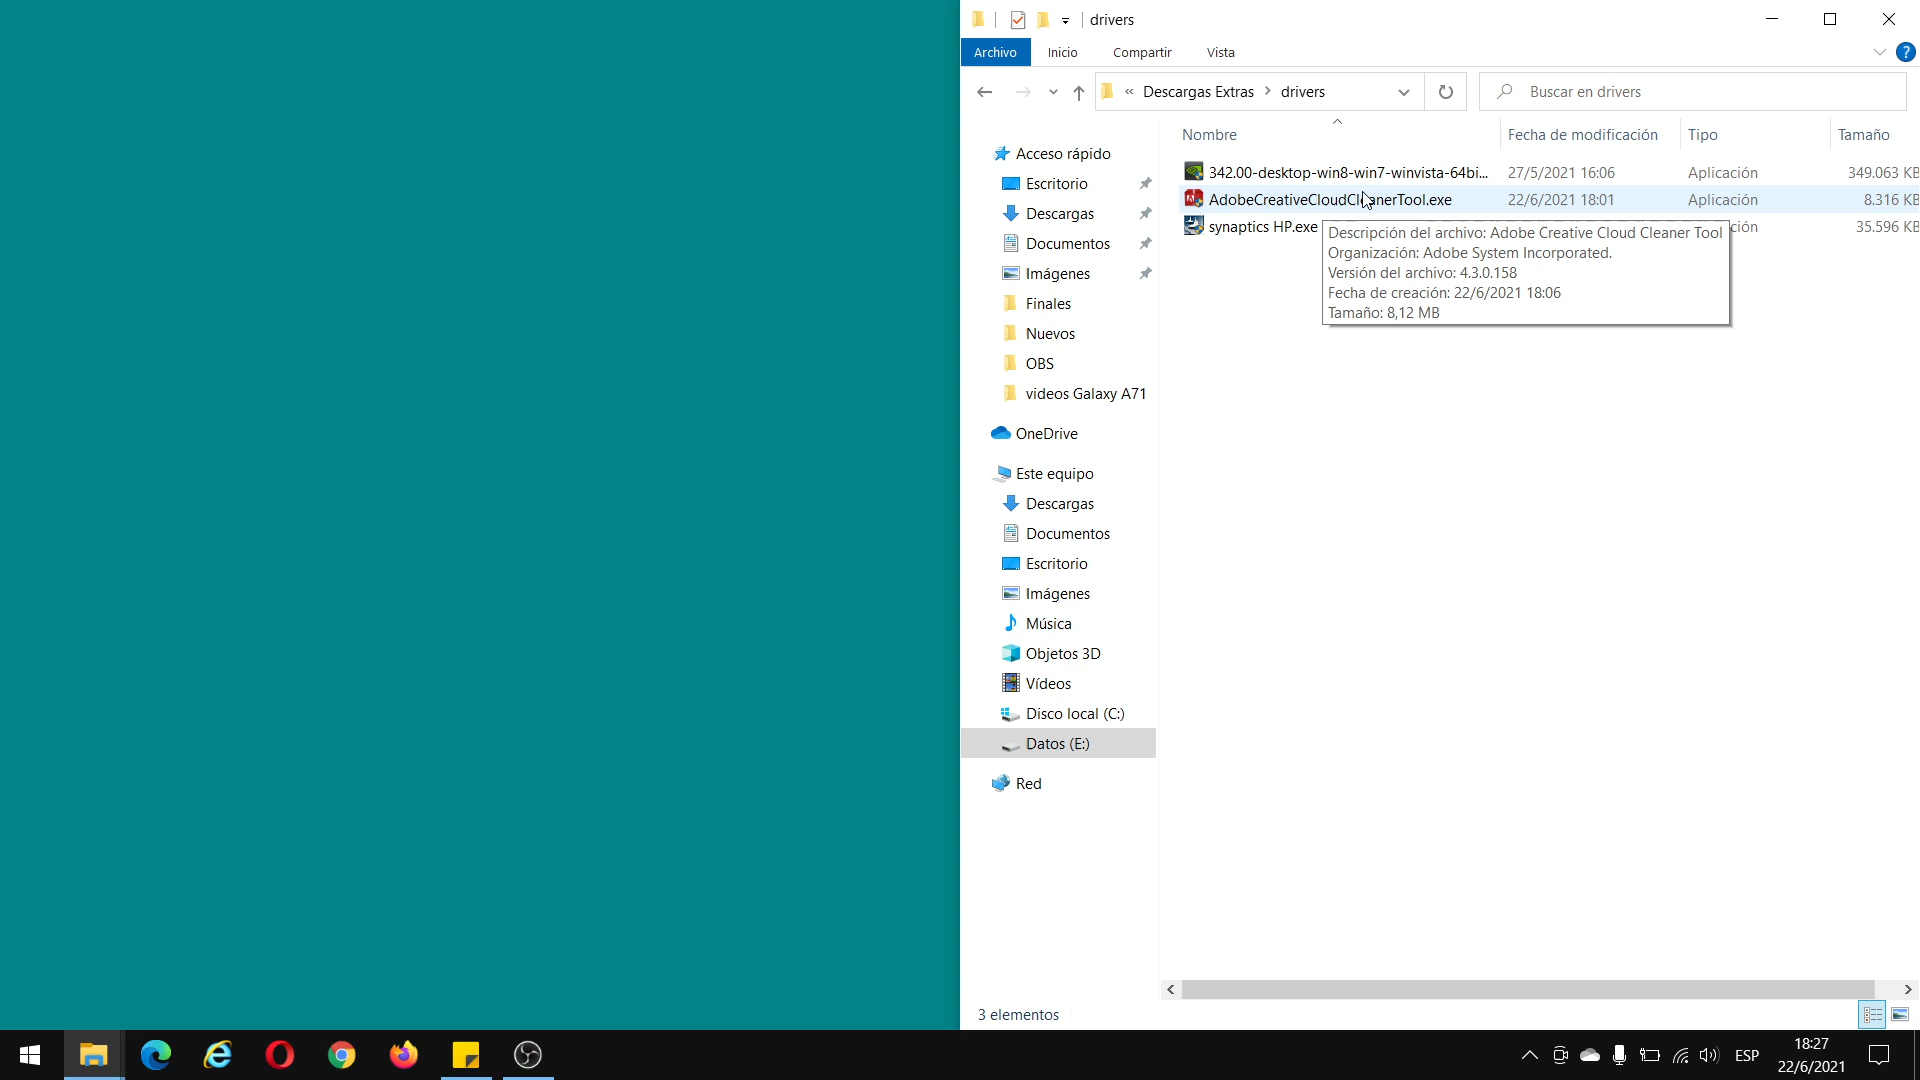 drivers
Archivo Inicio Compartir Vista
« Descargas Extras > drivers
Buscar en drivers
Nombre Fecha de modificación Tipo Tamaño
342.00-desktop-win8-win7-winvista-64bi... 27/5/2021 16:06 Aplicación 349.063 KB
AdobeCreativeCloudCleanerTool.exe 22/6/2021 18:01 Aplicación 8.316 KB
synaptics HP.exe ción 35.596 KB
Descripción del archivo: Adobe Creative Cloud Cleaner Tool
Organización: Adobe System Incorporated.
Versión del archivo: 4.3.0.158
Fecha de creación: 22/6/2021 18:06
Tamaño: 8,12 MB
Acceso rápido
Escritorio
Descargas
Documentos
Imágenes
Finales
Nuevos
OBS
videos Galaxy A71
OneDrive
Este equipo
Descargas
Documentos
Escritorio
Imágenes
Música
Objetos 3D
Vídeos
Disco local (C:)
Datos (E:)
Red
3 elementos
ESP
18:27
22/6/2021